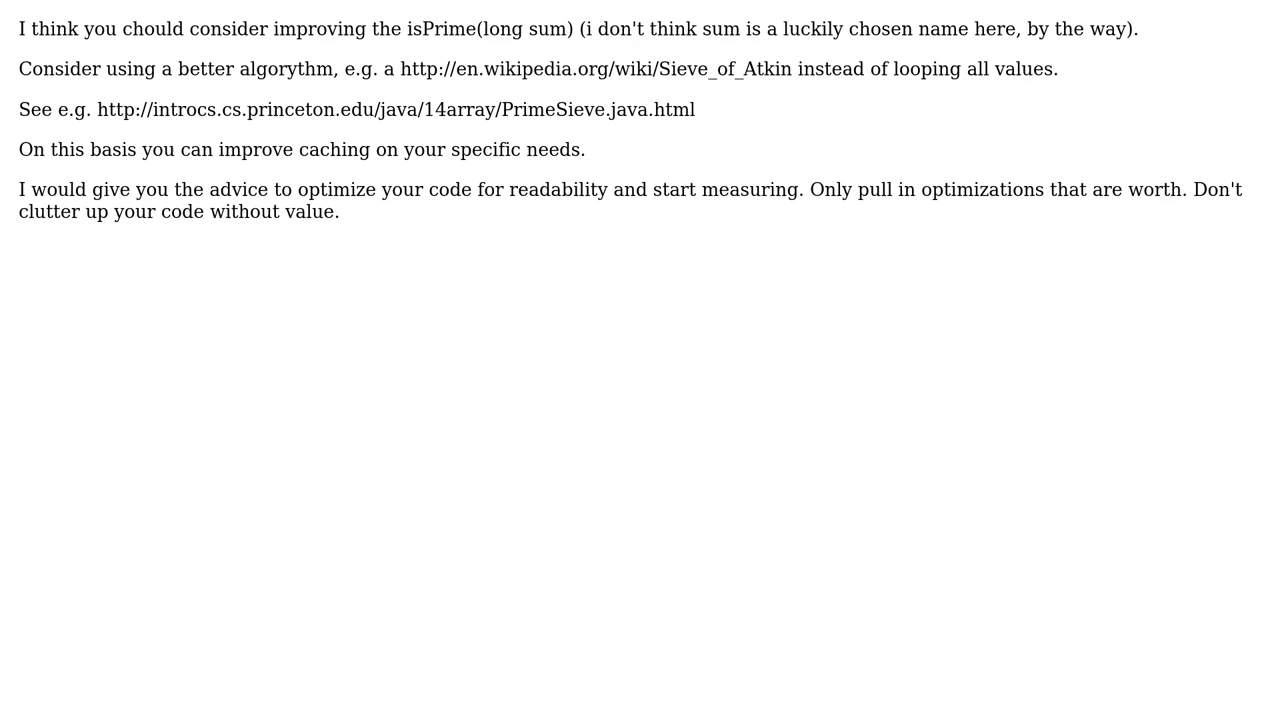 I think you chould consider improving the isPrime(long sum) (i don't think sum is a luckily chosen name here, by the way).
Consider using a better algorythm, e.g. a http://en.wikipedia.org/wiki/Sieve_of_Atkin instead of looping all values.
See e.g. http://introcs.cs.princeton.edu/java/14array/PrimeSieve.java.html
On this basis you can improve caching on your specific needs.
I would give you the advice to optimize your code for readability and start measuring. Only pull in optimizations that are worth. Don't
clutter up your code without value.